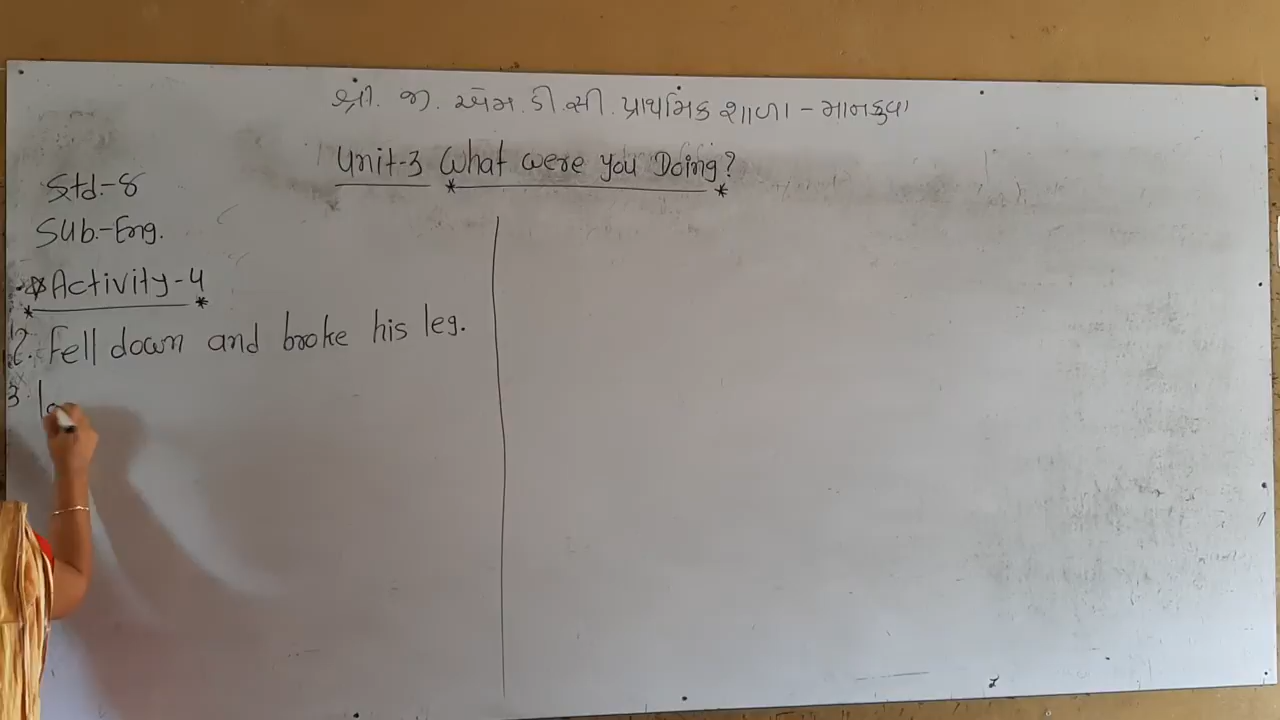 શ્રી. જી. એમ. ડી. સી. પ્રાથમિક શાળા - માનકુવા
Unit-3 What were you Doing?
Std.-8
Sub.-Eng.
Activity-4
2. Fell down and broke his leg.
3.